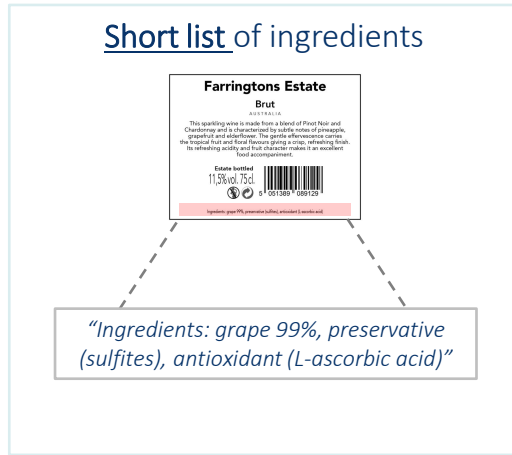 Short list of ingredients
Farringtons Estate
Brut
AUSTRALIA
This sparkling wine is made from a blend of Pinot Noir and
Chardonnay and is characterized by subtle notes of pineapple,
grapefruit and elderflower. The gentle effervescence carries
the tropical fruit and floral flavours giving a crisp, refreshing finish.
Its refreshing acidity and fruit character makes it an excellent
food accompaniment.
Estate bottled
11,5% vol. 75 cl.
5 051389 089129
Ingredients: grape 99%, preservative (sulfites), antioxidant (L-ascorbic acid)
“Ingredients: grape 99%, preservative
(sulfites), antioxidant (L-ascorbic acid)”